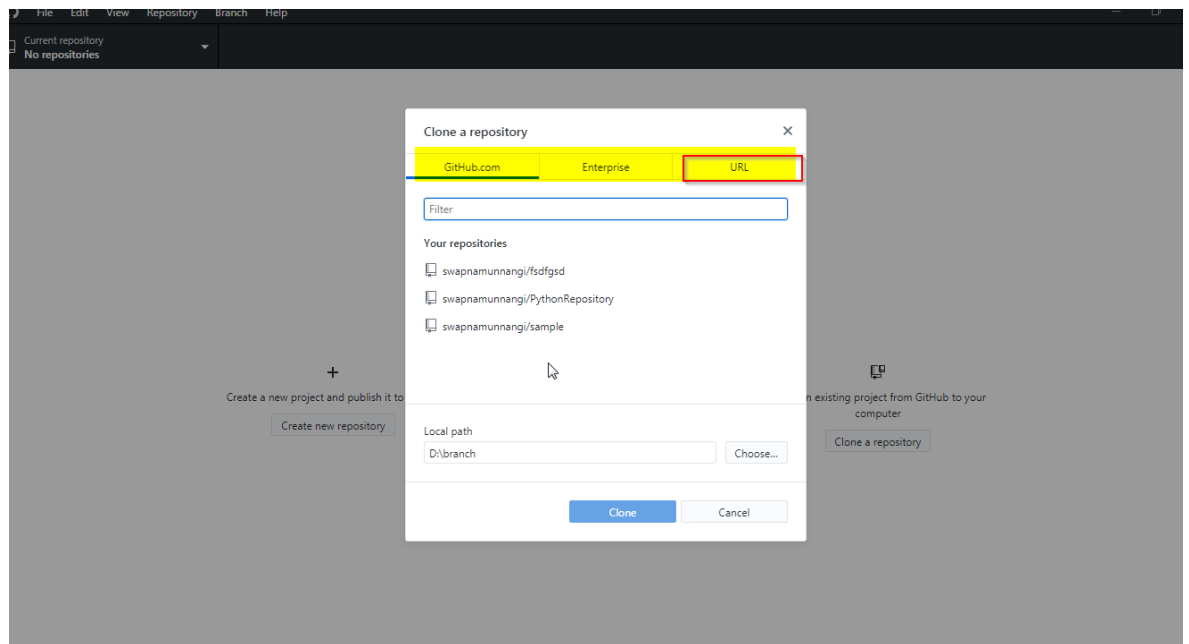 File Edit View Repository Branch Help
Current repository
No repositories
Clone a repository
GitHub.com Enterprise URL
Filter
Your repositories
swapnamunnangi/fsdfgsd
swapnamunnangi/PythonRepository
swapnamunnangi/sample
Create a new project and publish it to
Create new repository
n existing project from GitHub to your
computer
Clone a repository
Local path
D:\branch
Choose...
Clone
Cancel